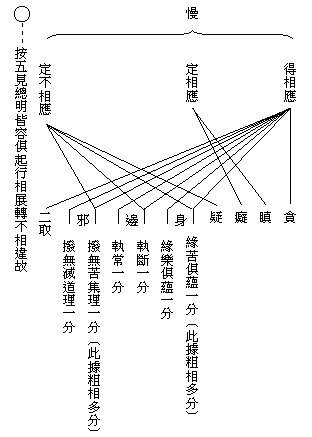 慢
得相應
定相應
定不相應
貪
瞋
癡
疑
身
邊
邪
二取
緣苦俱蘊一分（此據粗相多分）
緣樂俱蘊一分
執斷一分
執常一分
撥無苦集理一分（此據粗相多分）
撥無滅道理一分
按五見總明皆容俱起行相展轉不相違故